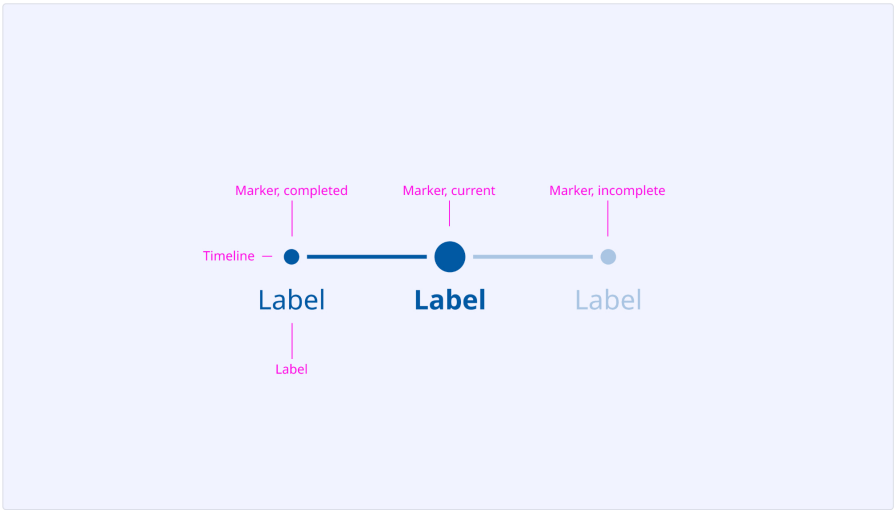 Marker, completed
Marker, current
Marker, incomplete
Timeline
Label
Label
Label
Label